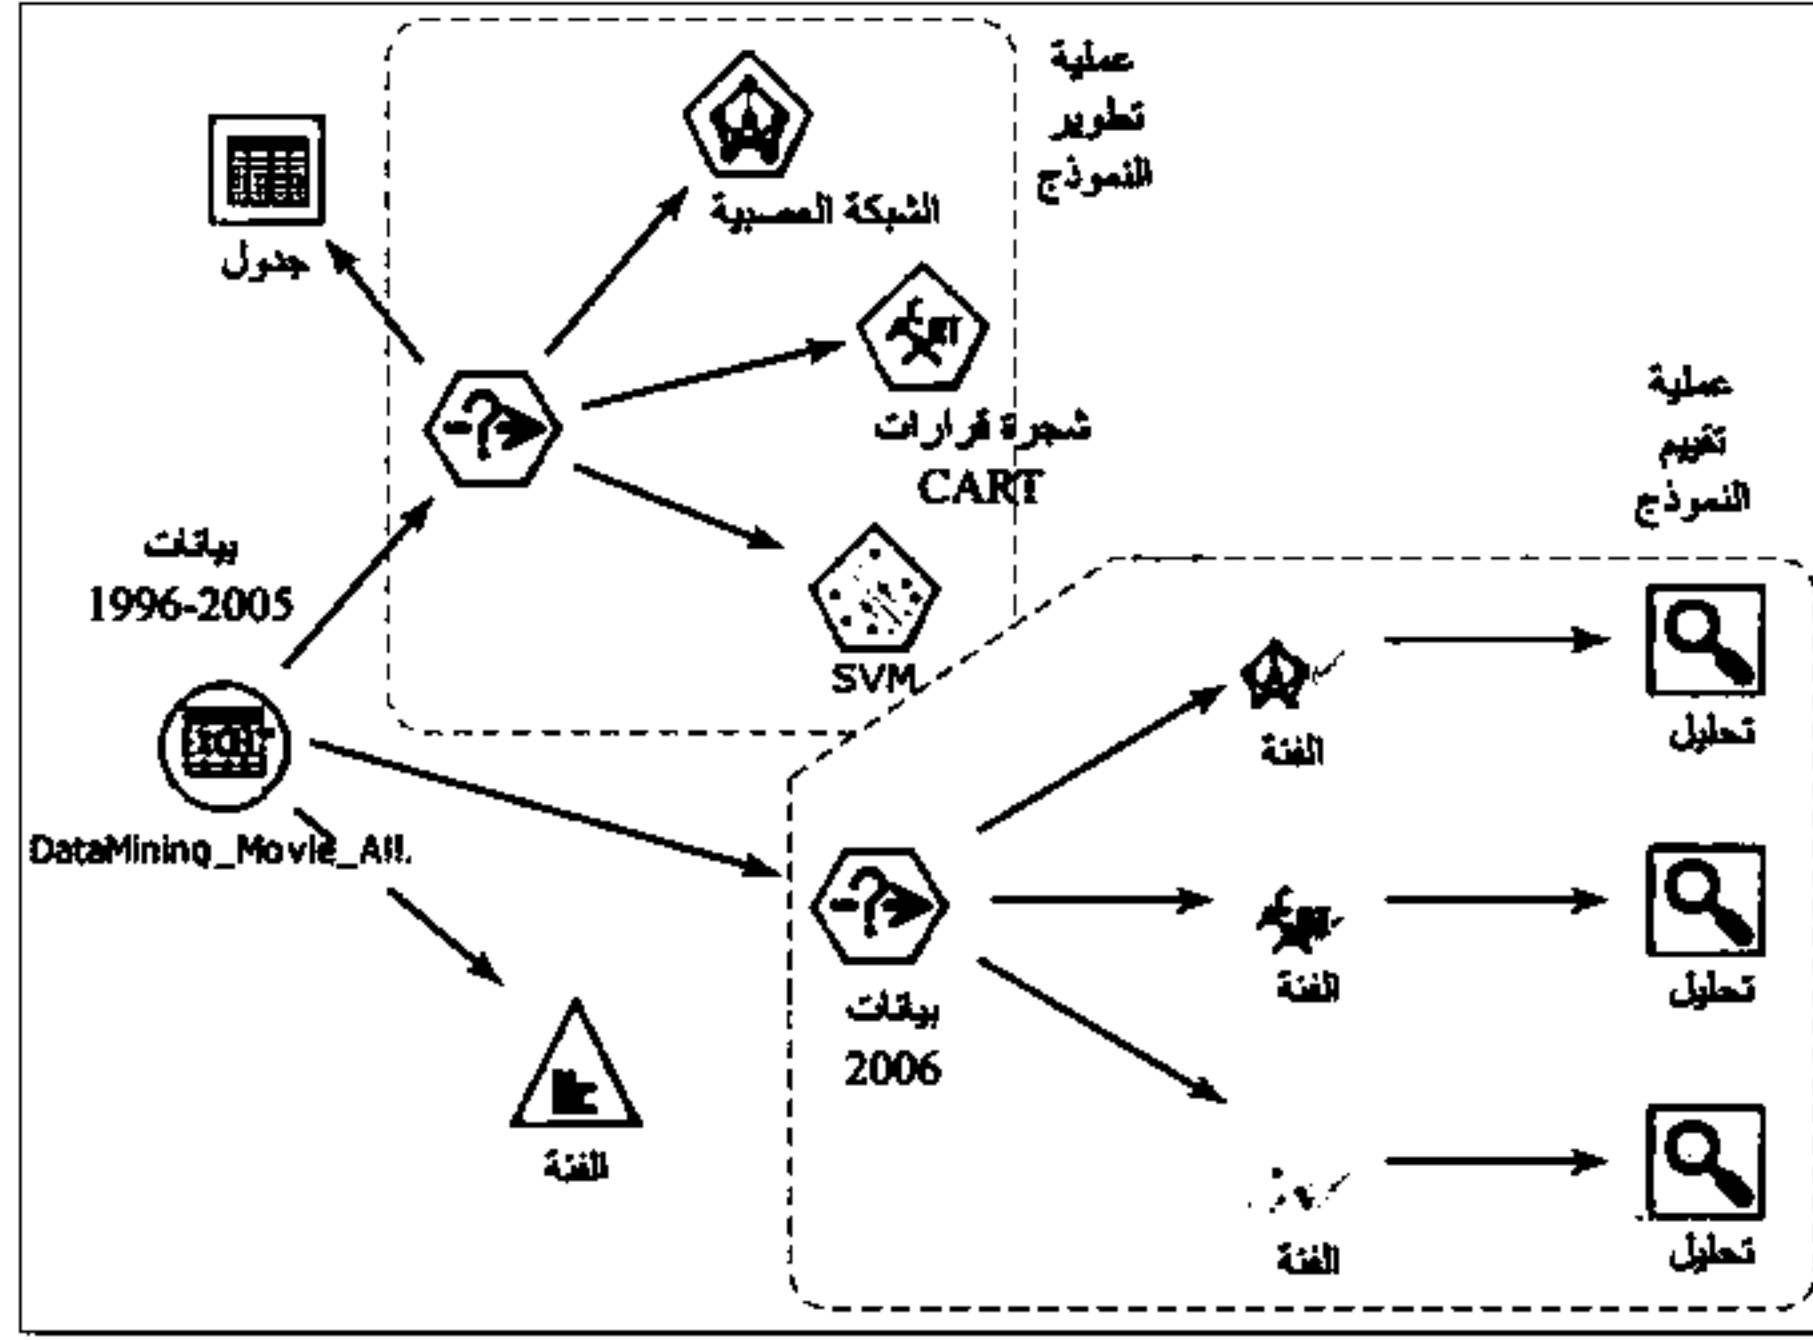 عملية
تطوير
النموذج
الشبكة العصبية
جدول
شجرة قرارات
CART
عملية
تقييم
النموذج
بيانات
1996-2005
SVM
الفئة
تحليل
DataMining_Movie_All.
الفئة
تحليل
بيانات
2006
الفئة
الفئة
تحليل